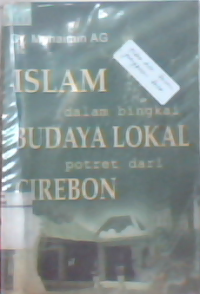 Dr. Muhaimin AG
ISLAM
dalam bingkai
BUDAYA LOKAL
potret dari
CIREBON